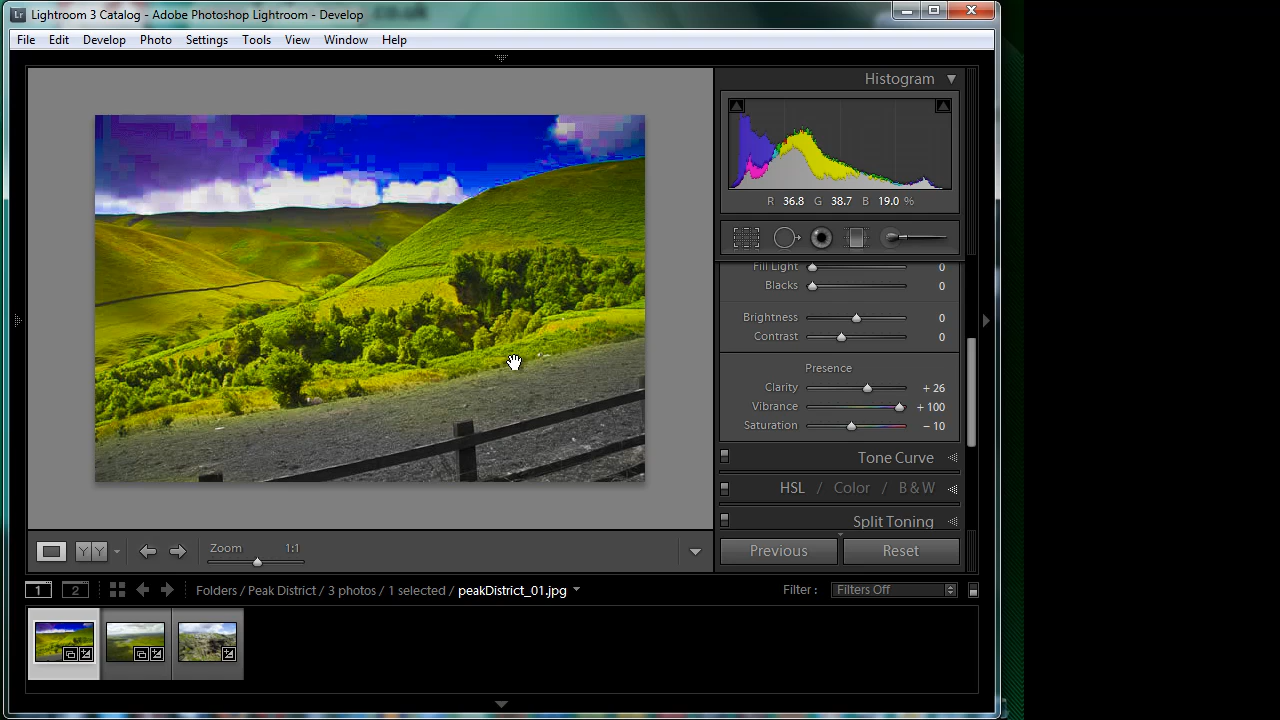 .co.uk
Lr Lightroom 3 Catalog - Adobe Photoshop Lightroom - Develop
File Edit Develop Photo Settings Tools View Window Help
Histogram
R 36.8 G 38.7 B 19.0 %
Fill Light 0
Blacks 0
Brightness 0
Contrast 0
Presence
Clarity + 26
Vibrance + 100
Saturation – 10
Tone Curve
HSL / Color / B & W
Split Toning
Previous Reset
Y Y Zoom 1:1
1 2 Folders / Peak District / 3 photos / 1 selected / peakDistrict_01.jpg Filter : Filters Off